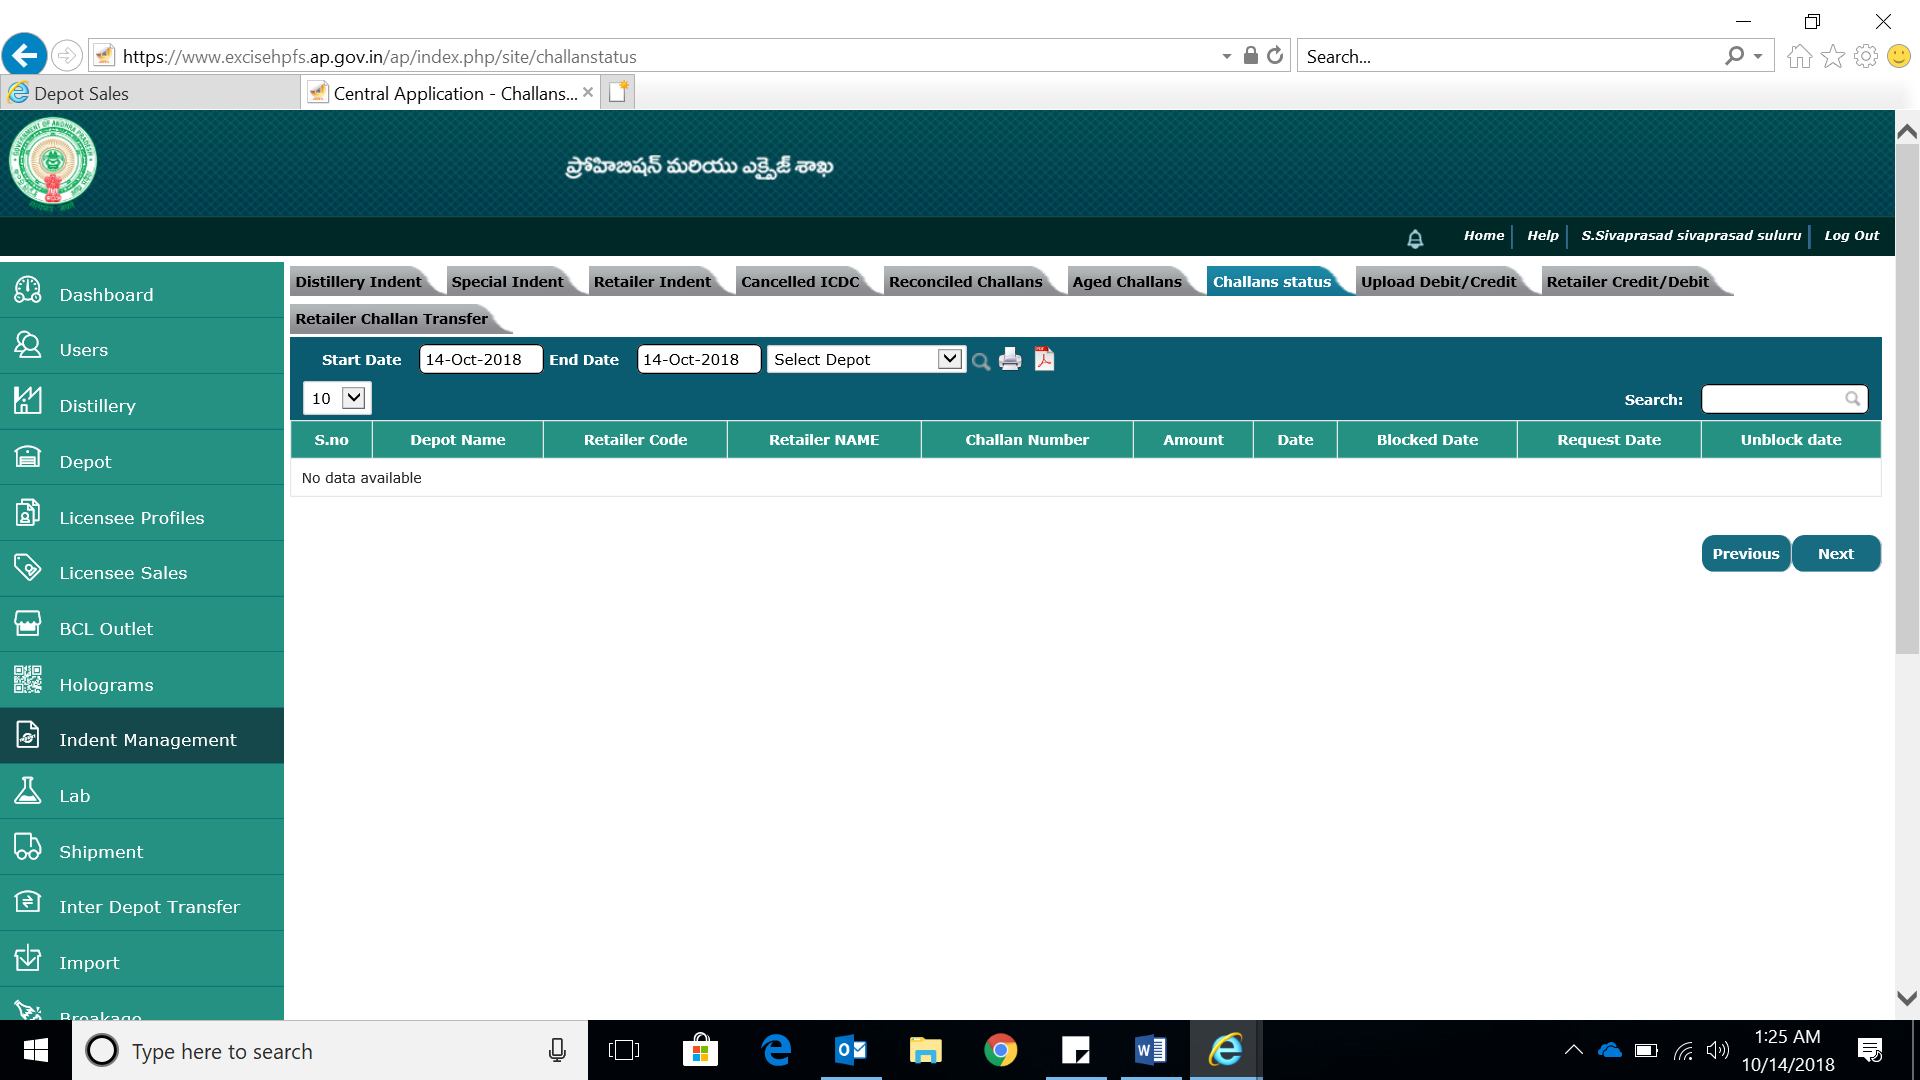 https://www.excisehpfs.ap.gov.in/ap/index.php/site/challanstatus
Search...
Depot Sales
Central Application - Challans...
ప్రోహిబిషన్ మరియు ఎక్సైజ్ శాఖ
Home
Help
S.Sivaprasad sivaprasad suluru
Log Out
Dashboard
Users
Distillery
Depot
Licensee Profiles
Licensee Sales
BCL Outlet
Holograms
Indent Management
Lab
Shipment
Inter Depot Transfer
Import
Breakage
Distillery Indent
Special Indent
Retailer Indent
Cancelled ICDC
Reconciled Challans
Aged Challans
Challans status
Upload Debit/Credit
Retailer Credit/Debit
Retailer Challan Transfer
Start Date 14-Oct-2018 End Date 14-Oct-2018 Select Depot
10
Search:
S.no Depot Name Retailer Code Retailer NAME Challan Number Amount Date Blocked Date Request Date Unblock date
No data available
Previous Next
Type here to search
1:25 AM
10/14/2018